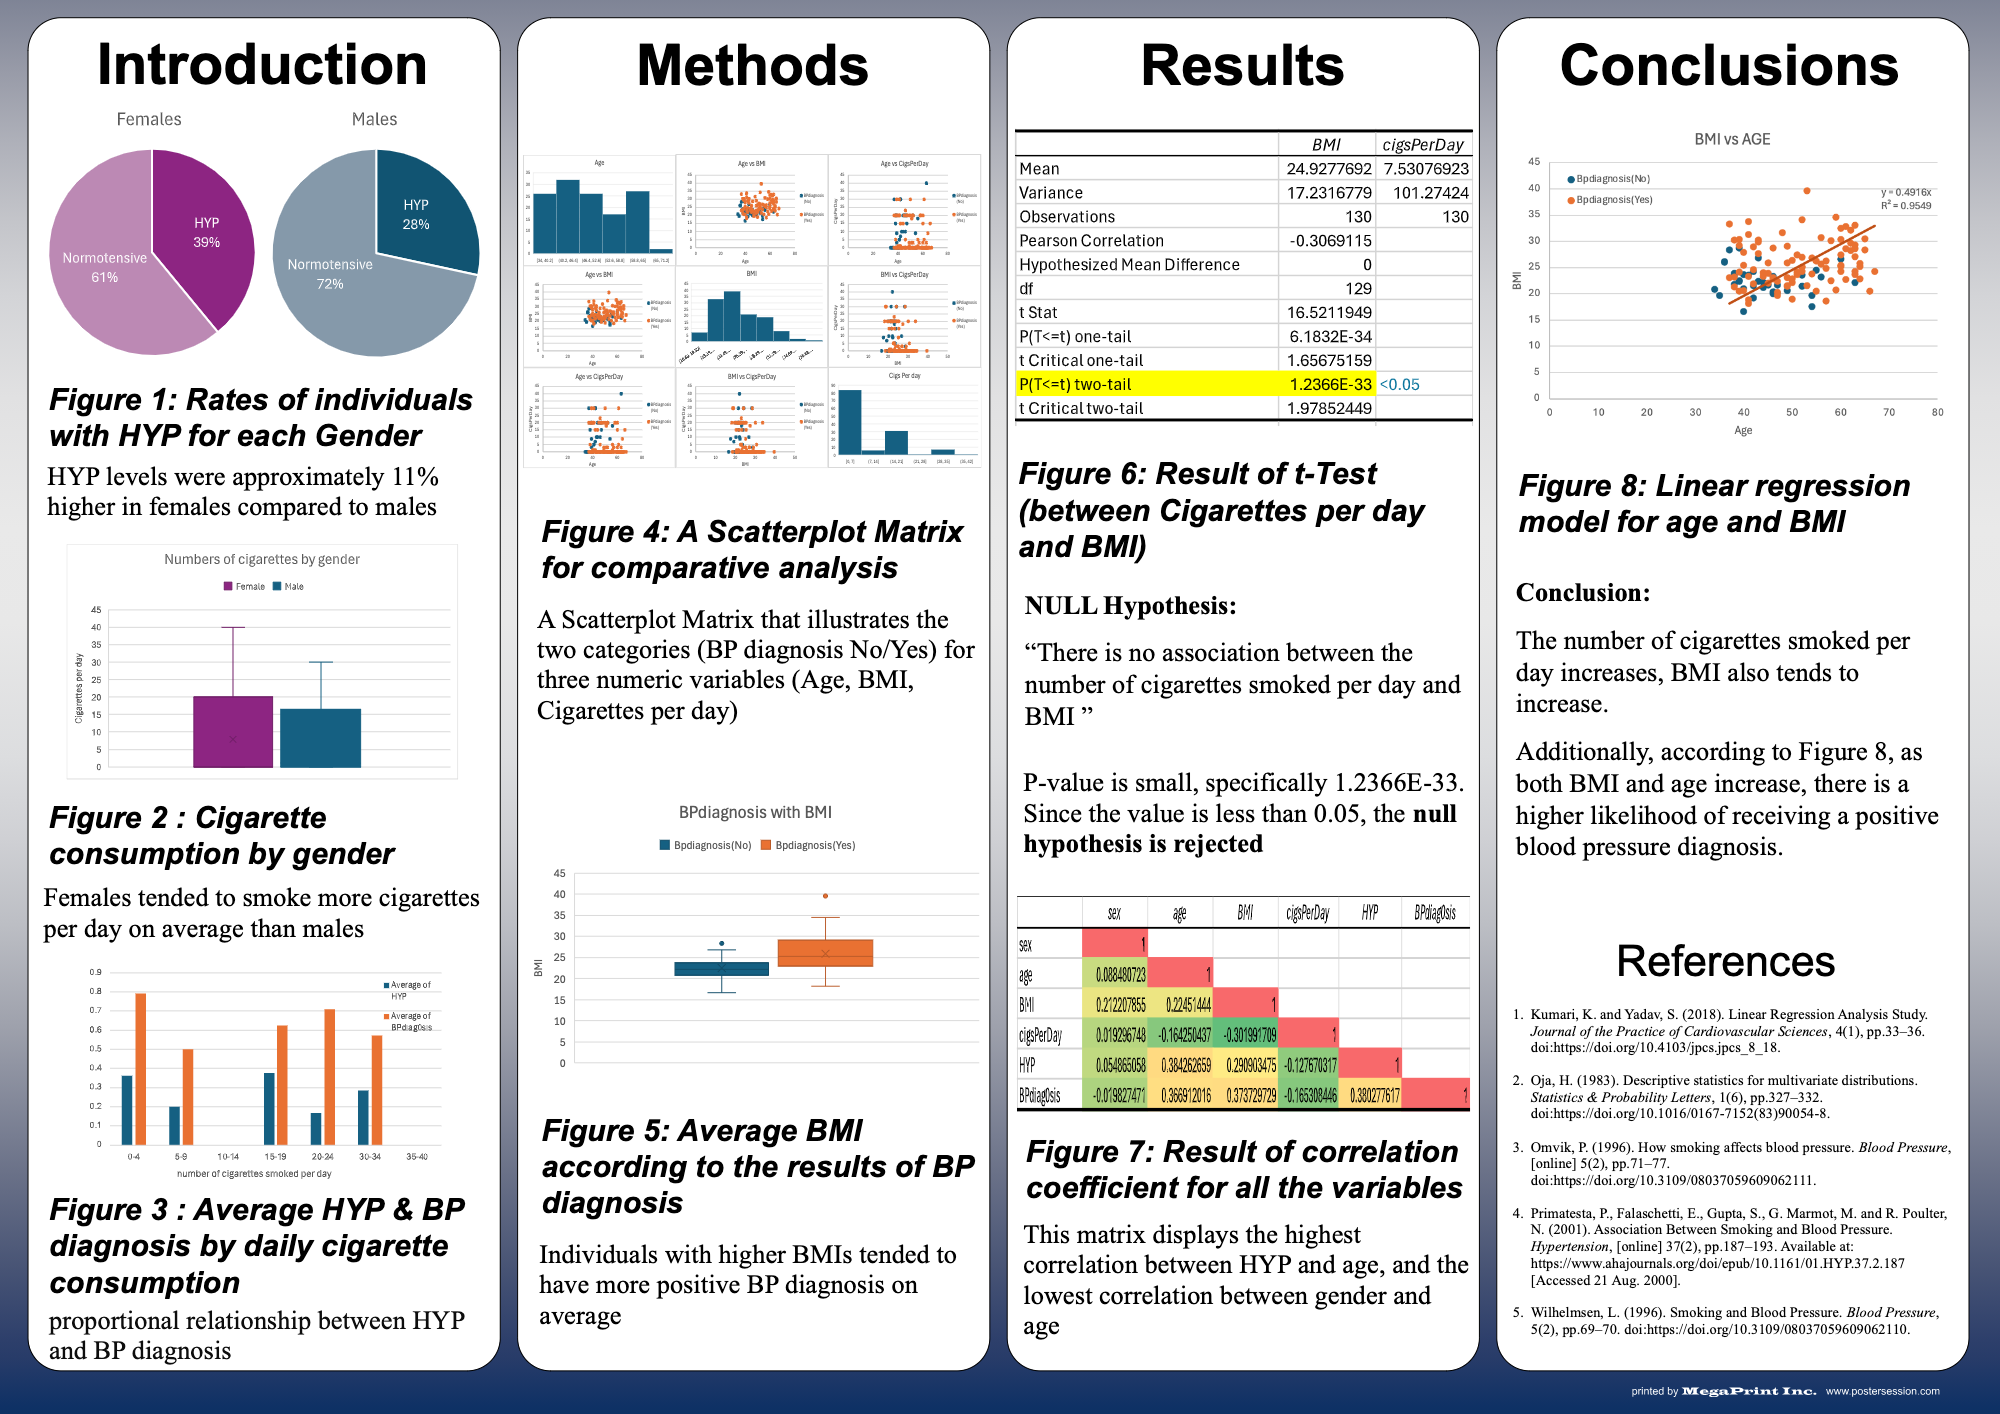 Introduction
Females
Males
HYP
39%
Normotensive
61%
HYP
28%
Normotensive
72%
Figure 1: Rates of individuals
with HYP for each Gender
HYP levels were approximately 11%
higher in females compared to males
Numbers of cigarettes by gender
Female Male
Cigarettes per day
45
40
35
30
25
20
15
10
5
0
Figure 2 : Cigarette
consumption by gender
Females tended to smoke more cigarettes
per day on average than males
0.9
0.8
0.7
0.6
0.5
0.4
0.3
0.2
0.1
0
Average of
HYP
Average of
BPdiag0sis
0-4 5-9 10-14 15-19 20-24 30-34 35-40
number of cigarettes smoked per day
Figure 3 : Average HYP & BP
diagnosis by daily cigarette
consumption
proportional relationship between HYP
and BP diagnosis
Methods
Age
Age vs BMI
Age vs CigsPerDay
Age vs BMI
BMI
BMI vs CigsPerDay
Age vs CigsPerDay
BMI vs CigsPerDay
Cigs Per day
Figure 4: A Scatterplot Matrix
for comparative analysis
A Scatterplot Matrix that illustrates the
two categories (BP diagnosis No/Yes) for
three numeric variables (Age, BMI,
Cigarettes per day)
BPdiagnosis with BMI
Bpdiagnosis(No) Bpdiagnosis(Yes)
BMI
45
40
35
30
25
20
15
10
5
0
Figure 5: Average BMI
according to the results of BP
diagnosis
Individuals with higher BMIs tended to
have more positive BP diagnosis on
average
Results
BMI cigsPerDay
Mean 24.9277692 7.53076923
Variance 17.2316779 101.27424
Observations 130 130
Pearson Correlation -0.3069115
Hypothesized Mean Difference 0
df 129
t Stat 16.5211949
P(T<=t) one-tail 6.1832E-34
t Critical one-tail 1.65675159
P(T<=t) two-tail 1.2366E-33 <0.05
t Critical two-tail 1.97852449
Figure 6: Result of t-Test
(between Cigarettes per day
and BMI)
NULL Hypothesis:
“There is no association between the
number of cigarettes smoked per day and
BMI ”
P-value is small, specifically 1.2366E-33.
Since the value is less than 0.05, the null
hypothesis is rejected
sex age BMI cigsPerDay HYP BPdiag0sis
sex 1
age 0.088480723 1
BMI 0.212207855 0.22451444 1
cigsPerDay 0.019296748 -0.164250437 -0.301991709 1
HYP 0.054865058 0.384262659 0.290903475 -0.127670317 1
BPdiag0sis -0.019827471 0.366912016 0.373729729 -0.165308446 0.380277617 1
Figure 7: Result of correlation
coefficient for all the variables
This matrix displays the highest
correlation between HYP and age, and the
lowest correlation between gender and
age
Conclusions
BMI vs AGE
Bpdiagnosis(No)
Bpdiagnosis(Yes)
y = 0.4916x
R² = 0.9549
BMI
45
40
35
30
25
20
15
10
5
0
0 10 20 30 40 50 60 70 80
Age
Figure 8: Linear regression
model for age and BMI
Conclusion:
The number of cigarettes smoked per
day increases, BMI also tends to
increase.
Additionally, according to Figure 8, as
both BMI and age increase, there is a
higher likelihood of receiving a positive
blood pressure diagnosis.
References
1. Kumari, K. and Yadav, S. (2018). Linear Regression Analysis Study.
Journal of the Practice of Cardiovascular Sciences, 4(1), pp.33–36.
doi:https://doi.org/10.4103/jpcs.jpcs_8_18.
2. Oja, H. (1983). Descriptive statistics for multivariate distributions.
Statistics & Probability Letters, 1(6), pp.327–332.
doi:https://doi.org/10.1016/0167-7152(83)90054-8.
3. Omvik, P. (1996). How smoking affects blood pressure. Blood Pressure,
[online] 5(2), pp.71–77.
doi:https://doi.org/10.3109/08037059609062111.
4. Primatesta, P., Falaschetti, E., Gupta, S., G. Marmot, M. and R. Poulter,
N. (2001). Association Between Smoking and Blood Pressure.
Hypertension, [online] 37(2), pp.187–193. Available at:
https://www.ahajournals.org/doi/epub/10.1161/01.HYP.37.2.187
[Accessed 21 Aug. 2000].
5. Wilhelmsen, L. (1996). Smoking and Blood Pressure. Blood Pressure,
5(2), pp.69–70. doi:https://doi.org/10.3109/08037059609062110.
printed by MegaPrint Inc. www.postersession.com